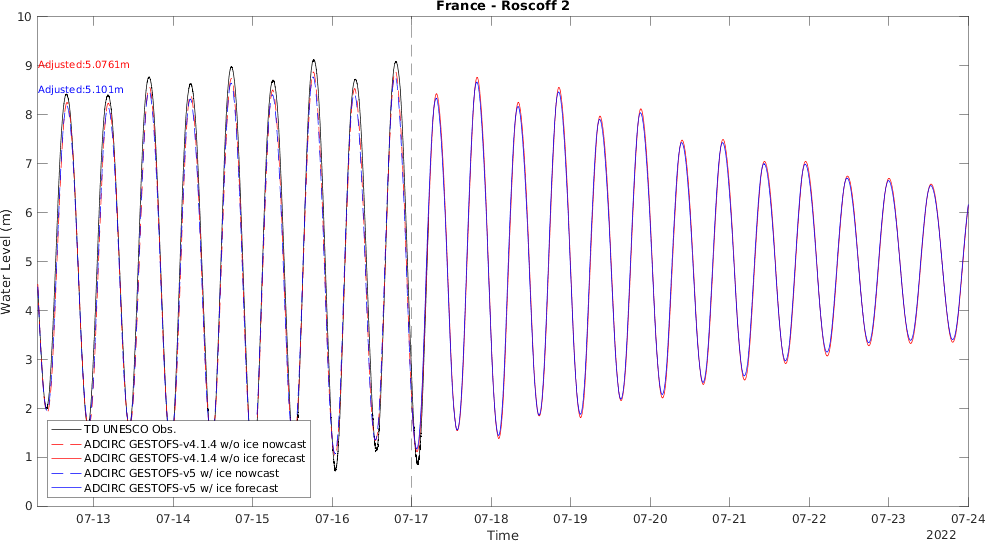 France - Roscoff 2
Adjusted:5.0761m
Adjusted:5.101m
Water Level (m)
10
9
8
7
6
5
4
3
2
1
0
TD UNESCO Obs.
ADCIRC GESTOFS-v4.1.4 w/o ice nowcast
ADCIRC GESTOFS-v4.1.4 w/o ice forecast
ADCIRC GESTOFS-v5 w/ ice nowcast
ADCIRC GESTOFS-v5 w/ ice forecast
07-13 07-14 07-15 07-16 07-17 07-18 07-19 07-20 07-21 07-22 07-23 07-24
2022
Time